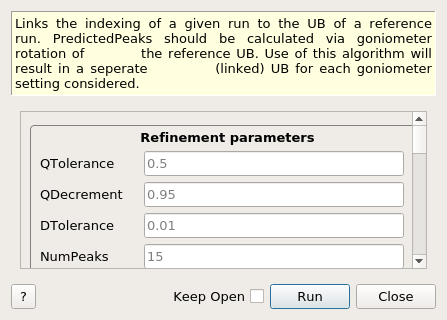 Links the indexing of a given run to the UB of a reference
run. PredictedPeaks should be calculated via goniometer
rotation of the reference UB. Use of this algorithm will
result in a seperate (linked) UB for each goniometer
setting considered.
Refinement parameters
QTolerance 0.5
QDecrement 0.95
DTolerance 0.01
NumPeaks 15
? Keep Open Run Close